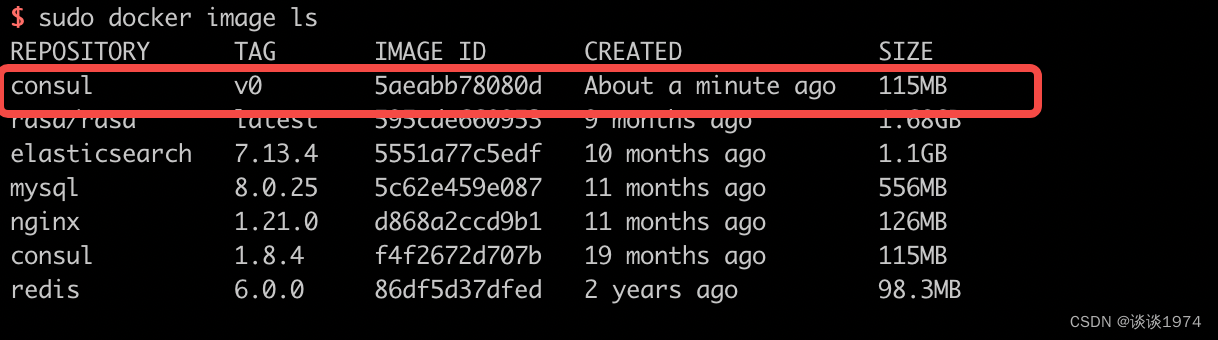 $ sudo docker image ls
REPOSITORY TAG IMAGE ID CREATED SIZE
consul v0 5aeabb78080d About a minute ago 115MB
rasa/rasa latest 595cde660953 9 months ago 1.68GB
elasticsearch 7.13.4 5551a77c5edf 10 months ago 1.1GB
mysql 8.0.25 5c62e459e087 11 months ago 556MB
nginx 1.21.0 d868a2ccd9b1 11 months ago 126MB
consul 1.8.4 f4f2672d707b 19 months ago 115MB
redis 6.0.0 86df5d37dfed 2 years ago 98.3MB
CSDN @谈谈1974